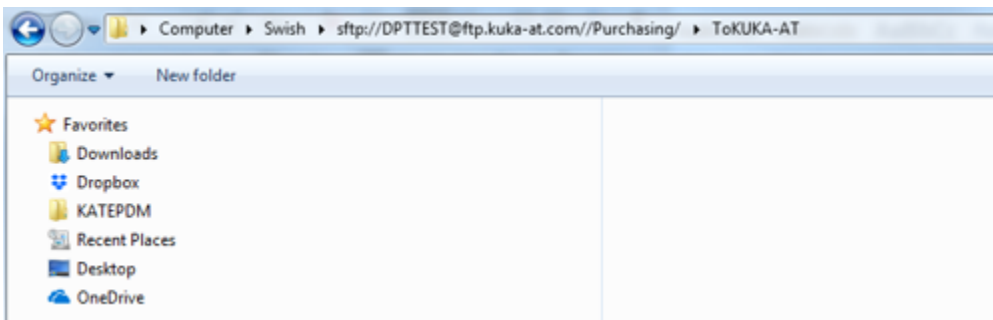 Computer Swish sftp://DPTTEST@ftp.kuka-at.com//Purchasing/ ToKUKA-AT
Organize New folder
Favorites
Downloads
Dropbox
KATEPDM
Recent Places
Desktop
OneDrive